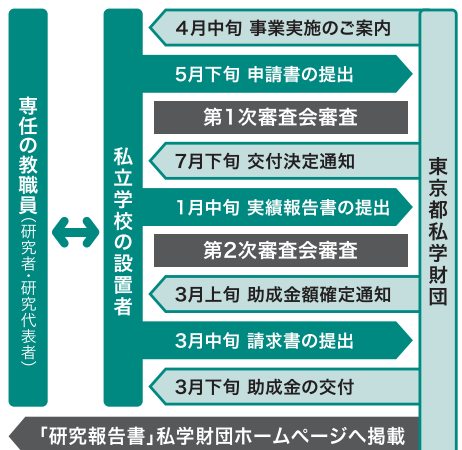 専任の教職員（研究者・研究代表者）
私立学校の設置者
4月中旬 事業実施のご案内
5月下旬 申請書の提出
第1次審査会審査
7月下旬 交付決定通知
1月中旬 実績報告書の提出
第2次審査会審査
3月上旬 助成金額確定通知
3月中旬 請求書の提出
3月下旬 助成金の交付
東京都私学財団
「研究報告書」私学財団ホームページへ掲載